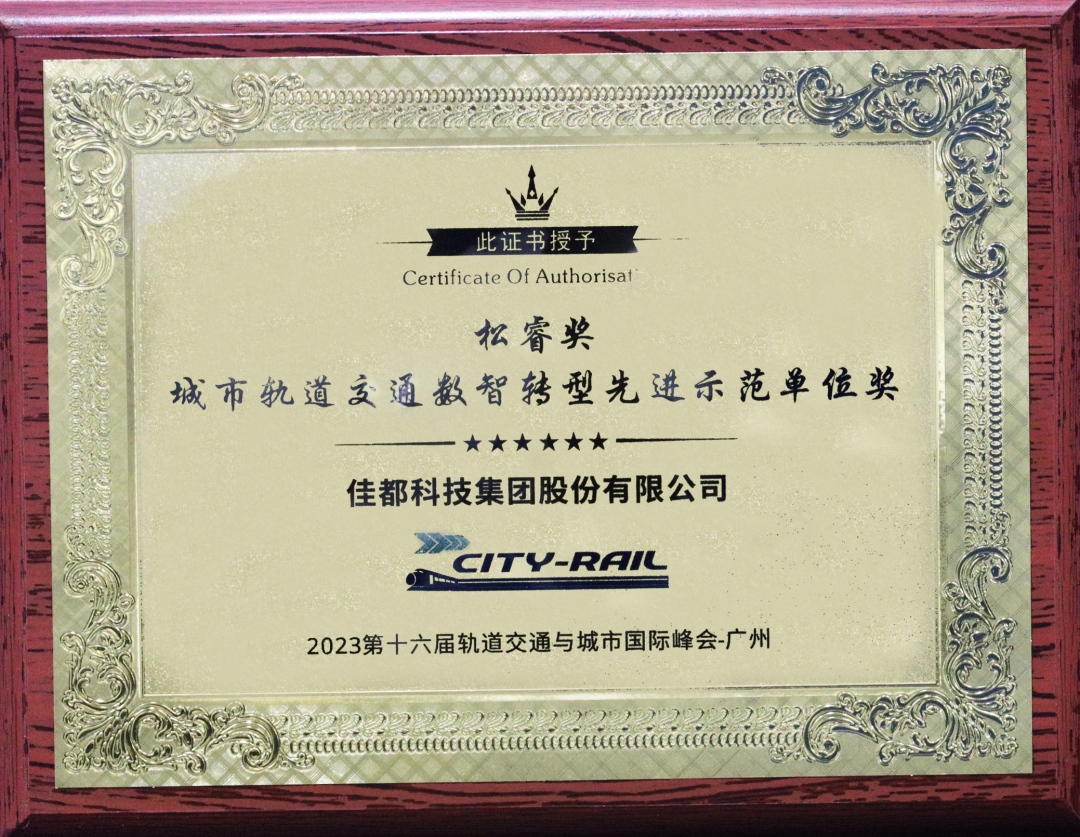 此证书授予
Certificate Of Authorisat
松睿奖
城市轨道交通数智转型先进示范单位奖
佳都科技集团股份有限公司
CITY-RAIL
2023第十六届轨道交通与城市国际峰会-广州